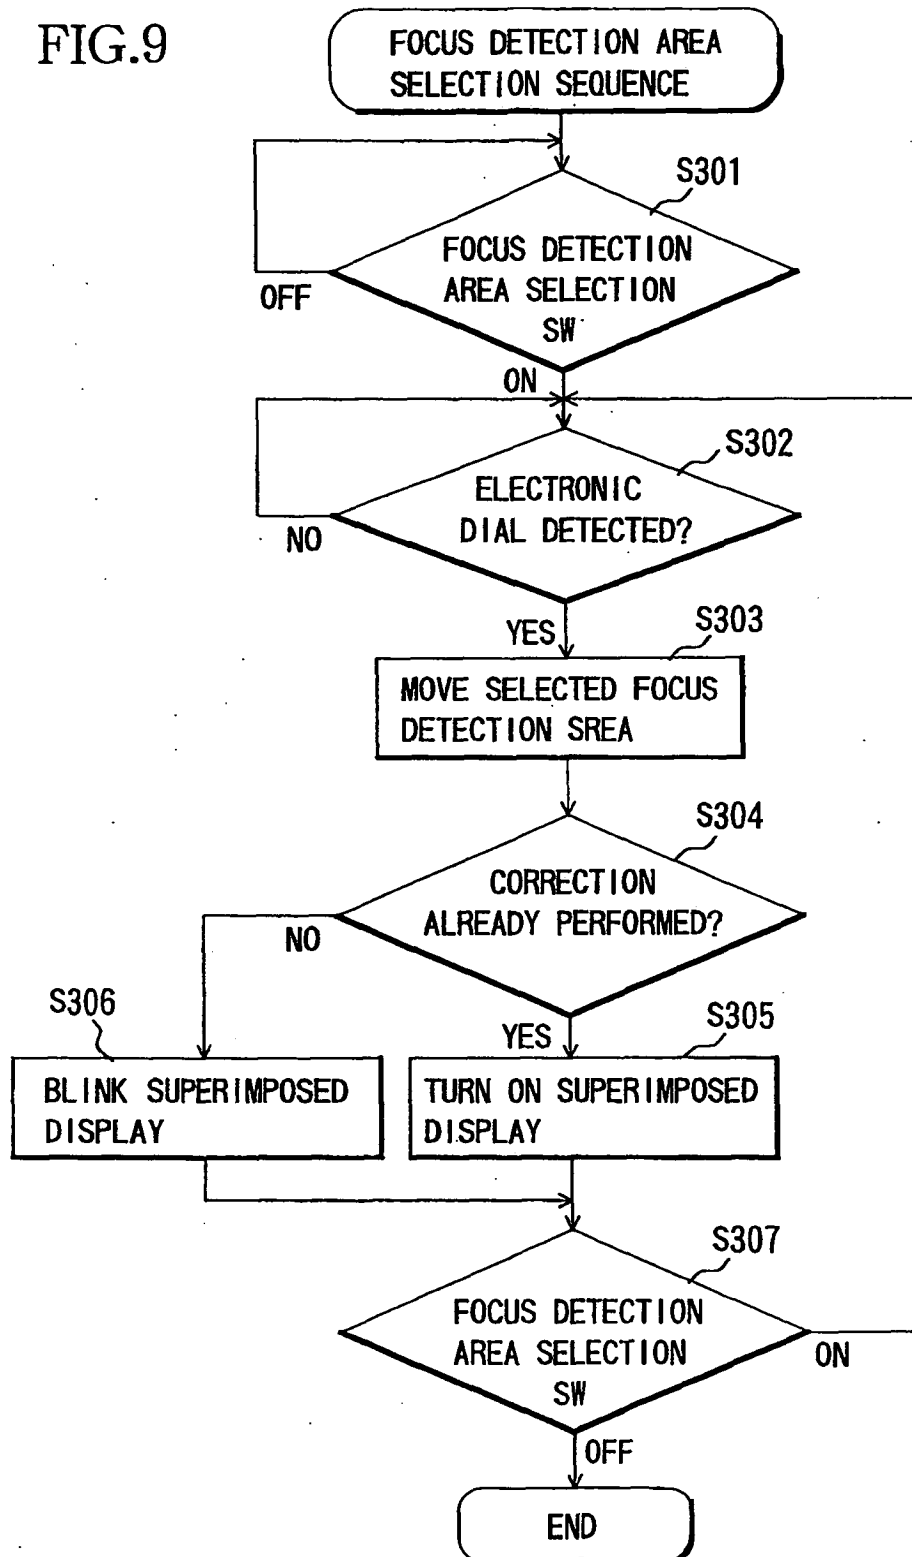 FIG.9
FOCUS DETECTION AREA
SELECTION SEQUENCE
S301
FOCUS DETECTION
AREA SELECTION
SW
OFF
ON
S302
ELECTRONIC
DIAL DETECTED?
NO
YES
S303
MOVE SELECTED FOCUS
DETECTION SREA
S304
CORRECTION
ALREADY PERFORMED?
NO
YES
S306
BLINK SUPERIMPOSED
DISPLAY
S305
TURN ON SUPERIMPOSED
DISPLAY
S307
FOCUS DETECTION
AREA SELECTION
SW
ON
OFF
END